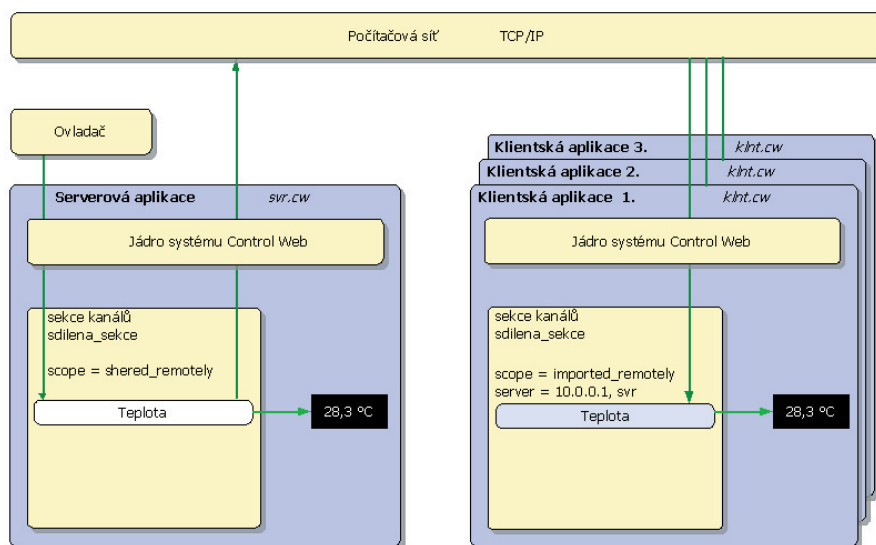 Počítačová síť TCP/IP
Ovladač
Serverová aplikace svr.cw
Jádro systému Control Web
sekce kanálů
sdilena_sekce
scope = shered_remotely
Teplota
28,3 ºC
Klientská aplikace 3. klnt.cw
Klientská aplikace 2. klnt.cw
Klientská aplikace 1. klnt.cw
Jádro systému Control Web
sekce kanálů
sdilena_sekce
scope = imported_remotely
server = 10.0.0.1, svr
Teplota
28,3 ºC